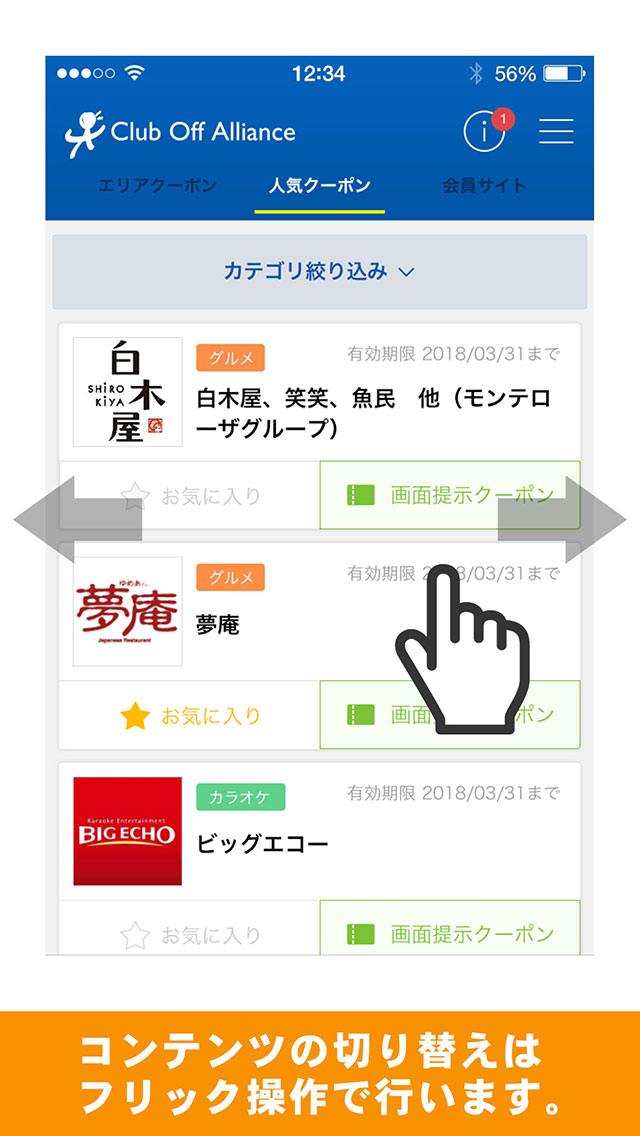 12:34
56%
Club Off Alliance
i
1
エリアクーポン
人気クーポン
会員サイト
カテゴリ絞り込み
白木屋
SHIRO
KIYA
グルメ
有効期限 2018/03/31まで
白木屋、笑笑、魚民　他（モンテロ
ーザグループ）
お気に入り
画面提示クーポン
ゆめあん
夢庵
Japanese Restaurant
グルメ
有効期限 2 8/03/31まで
夢庵
お気に入り
画面 ポン
Karaoke Entertainment
BIG ECHO
カラオケ
有効期限 2018/03/31まで
ビッグエコー
お気に入り
画面提示クーポン
コンテンツの切り替えは
フリック操作で行います。